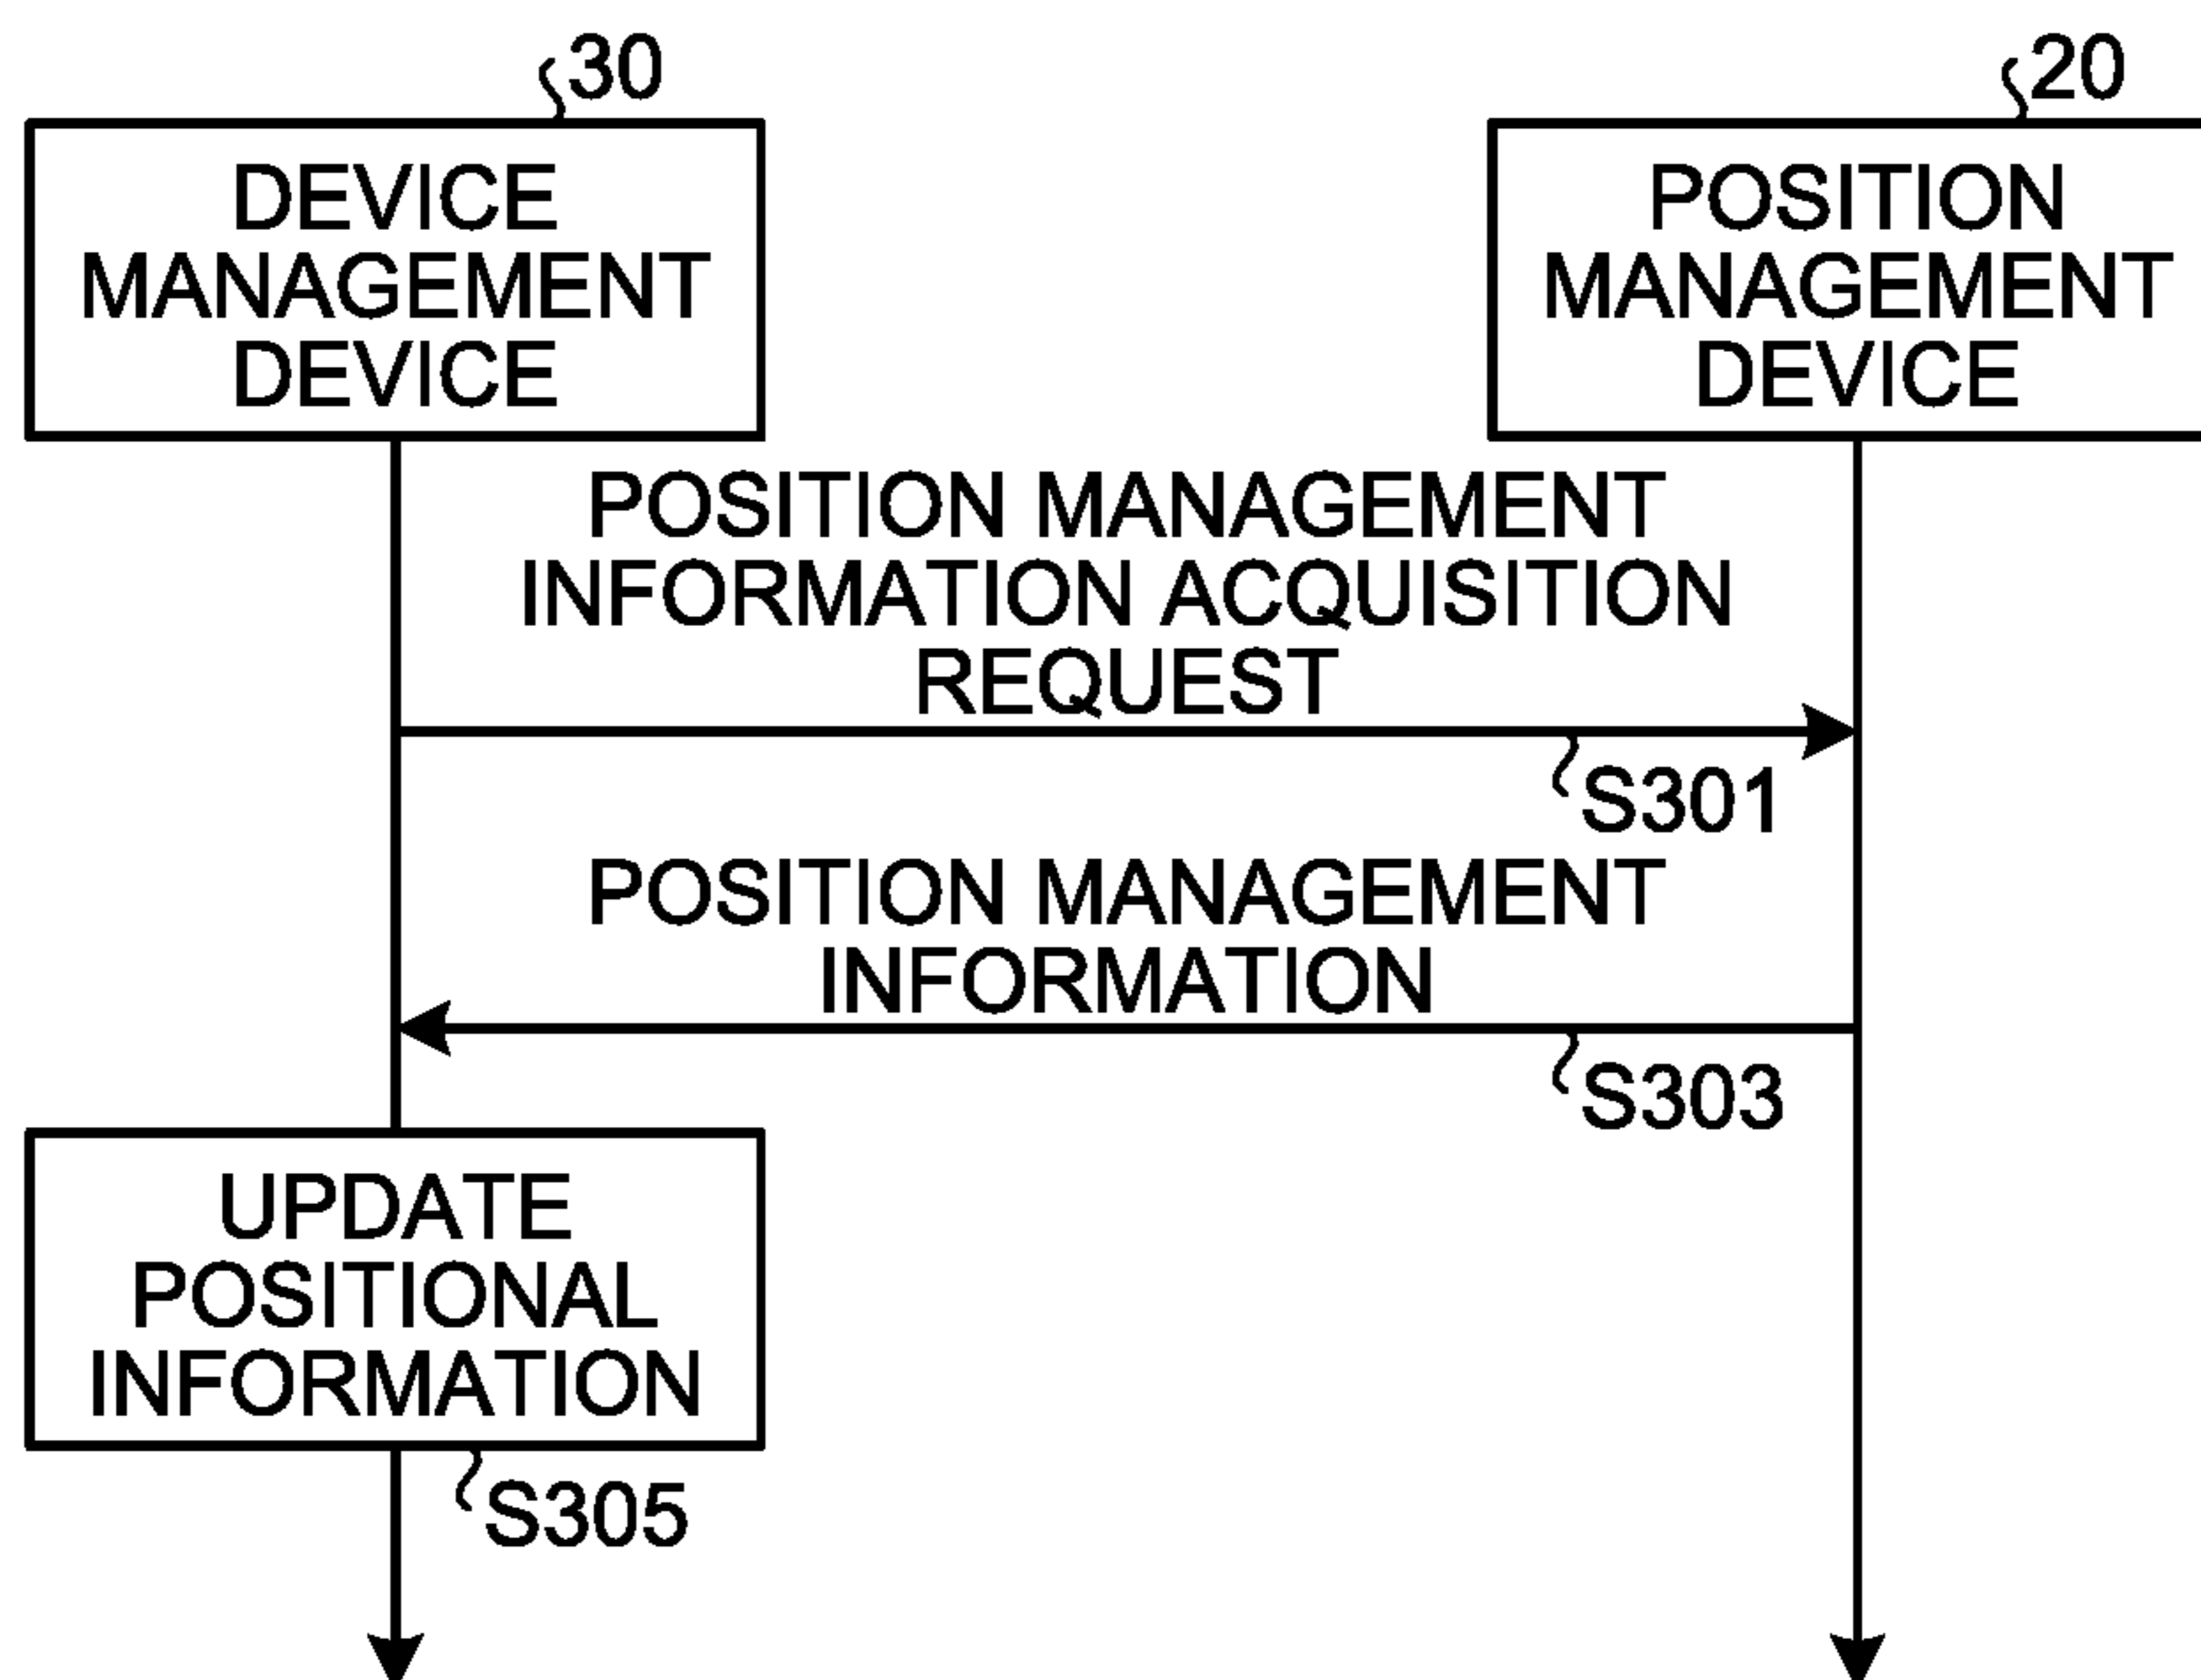 30
20
DEVICE
MANAGEMENT
DEVICE
POSITION
MANAGEMENT
DEVICE
POSITION MANAGEMENT
INFORMATION ACQUISITION
REQUEST
S301
POSITION MANAGEMENT
INFORMATION
S303
UPDATE
POSITIONAL
INFORMATION
S305